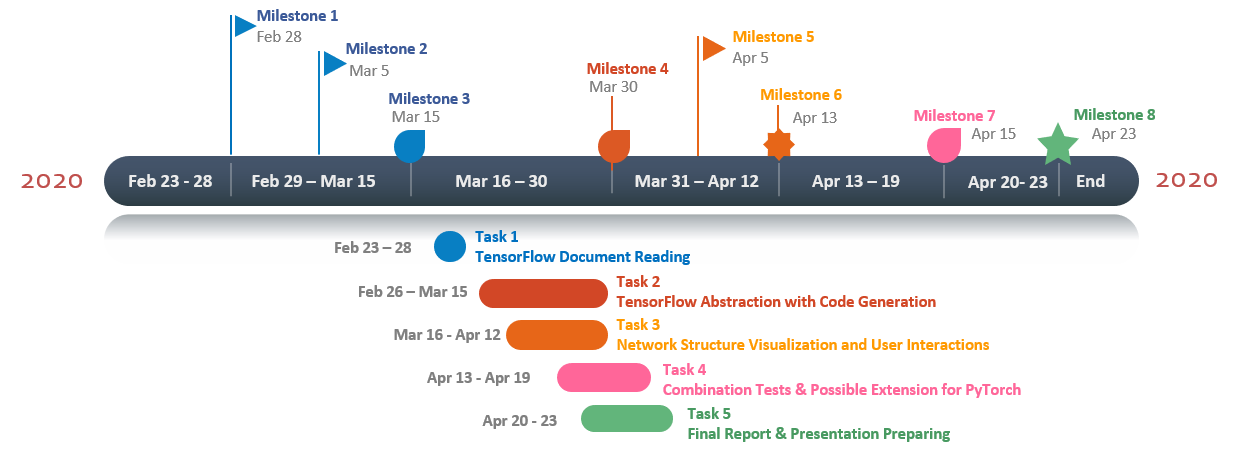 Milestone 1
Feb 28
Milestone 2
Mar 5
Milestone 3
Mar 15
Milestone 4
Mar 30
Milestone 5
Apr 5
Milestone 6
Apr 13
Milestone 7
Apr 15
Milestone 8
Apr 23
2020
Feb 23 - 28
Feb 29 – Mar 15
Mar 16 – 30
Mar 31 – Apr 12
Apr 13 – 19
Apr 20- 23
End
2020
Feb 23 – 28
Task 1
TensorFlow Document Reading
Feb 26 – Mar 15
Task 2
TensorFlow Abstraction with Code Generation
Mar 16 - Apr 12
Task 3
Network Structure Visualization and User Interactions
Apr 13 - Apr 19
Task 4
Combination Tests & Possible Extension for PyTorch
Apr 20 - 23
Task 5
Final Report & Presentation Preparing